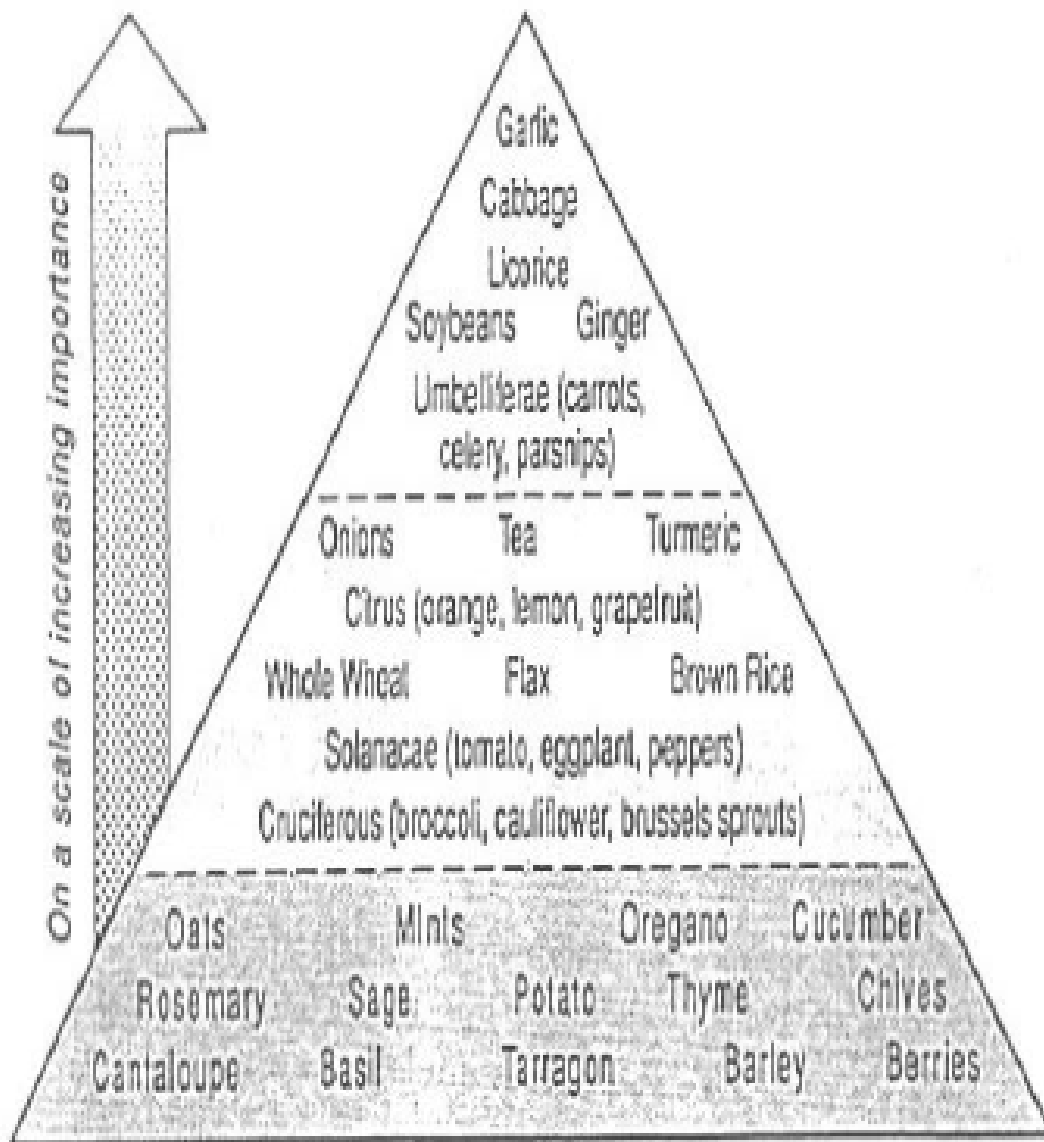 On a scale of increasing importance
Garlic
Cabbage
Licorice
Soybeans Ginger
Umbelliferae (carrots,
celery, parsnips)
Onions Tea Turmeric
Citrus (orange, lemon, grapefruit)
Whole Wheat Flax Brown Rice
Solanacae (tomato, eggplant, peppers)
Cruciferous (broccoli, cauliflower, brussels sprouts)
Oats Mints Oregano Cucumber
Rosemary Sage Potato Thyme Chives
Cantaloupe Basil Tarragon Barley Berries